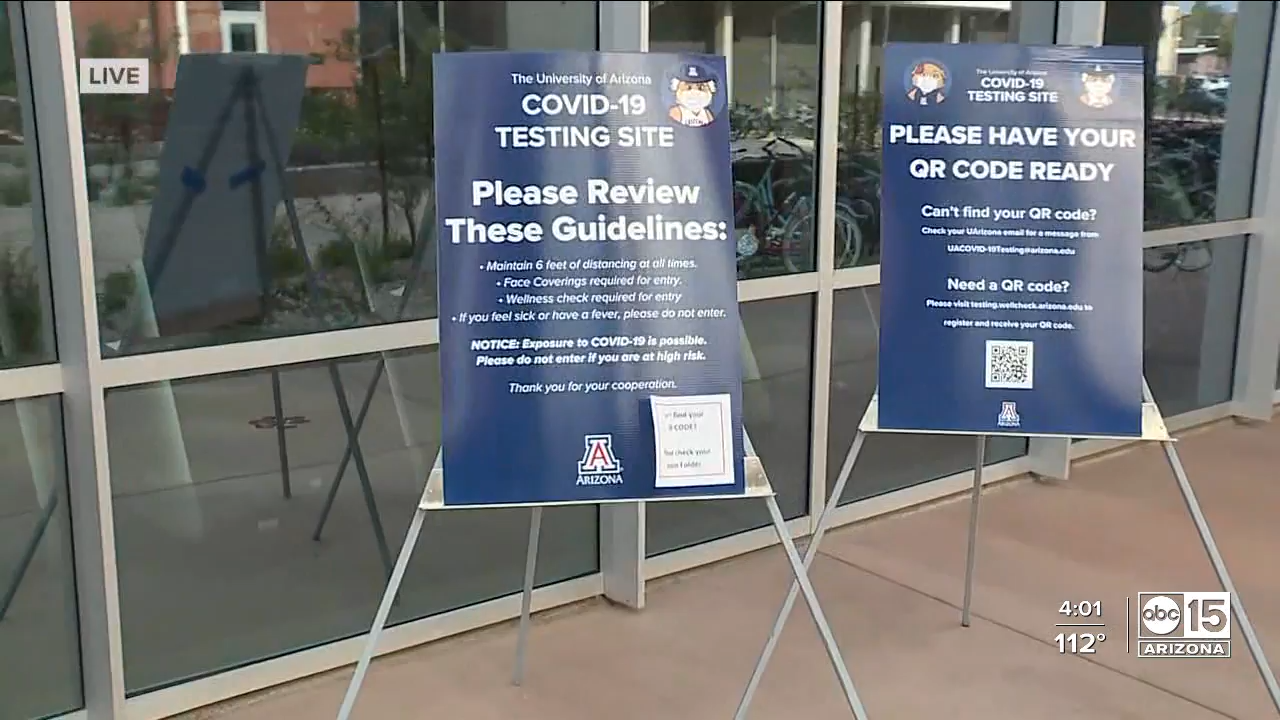 LIVE
The University of Arizona
COVID-19
TESTING SITE
Please Review
These Guidelines:
• Maintain 6 feet of distancing at all times.
• Face Coverings required for entry.
• Wellness check required for entry
• If you feel sick or have a fever, please do not enter.
NOTICE: Exposure to COVID-19 is possible.
Please do not enter if you are at high risk.
Thank you for your cooperation.
find your
CODE?
check your
A
ARIZONA
The University of Arizona
COVID-19
TESTING SITE
PLEASE HAVE YOUR
QR CODE READY
Can't find your QR code?
Check your UArizona email for a message from
UACOVID-19Testing@arizona.edu
Need a QR code?
Please visit testing.wellcheck.arizona.edu to
register and receive your QR code.
A
ARIZONA
4:01
112°
abc 15
ARIZONA